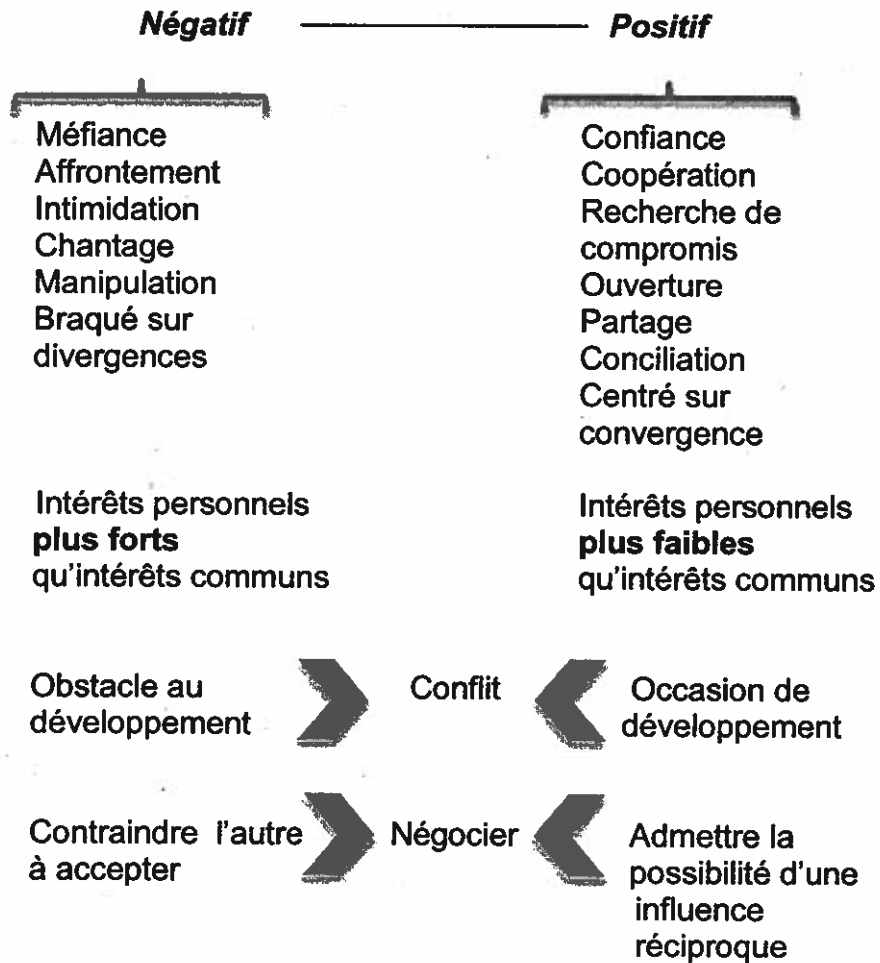 Négatif Positif
Méfiance
Affrontement
Intimidation
Chantage
Manipulation
Braqué sur
divergences
Confiance
Coopération
Recherche de
compromis
Ouverture
Partage
Conciliation
Centré sur
convergence
Intérêts personnels
plus forts
qu'intérêts communs
Intérêts personnels
plus faibles
qu'intérêts communs
Obstacle au
développement
Conflit
Occasion de
développement
Contraindre l'autre
à accepter
Négocier
Admettre la
possibilité d'une
influence
réciproque